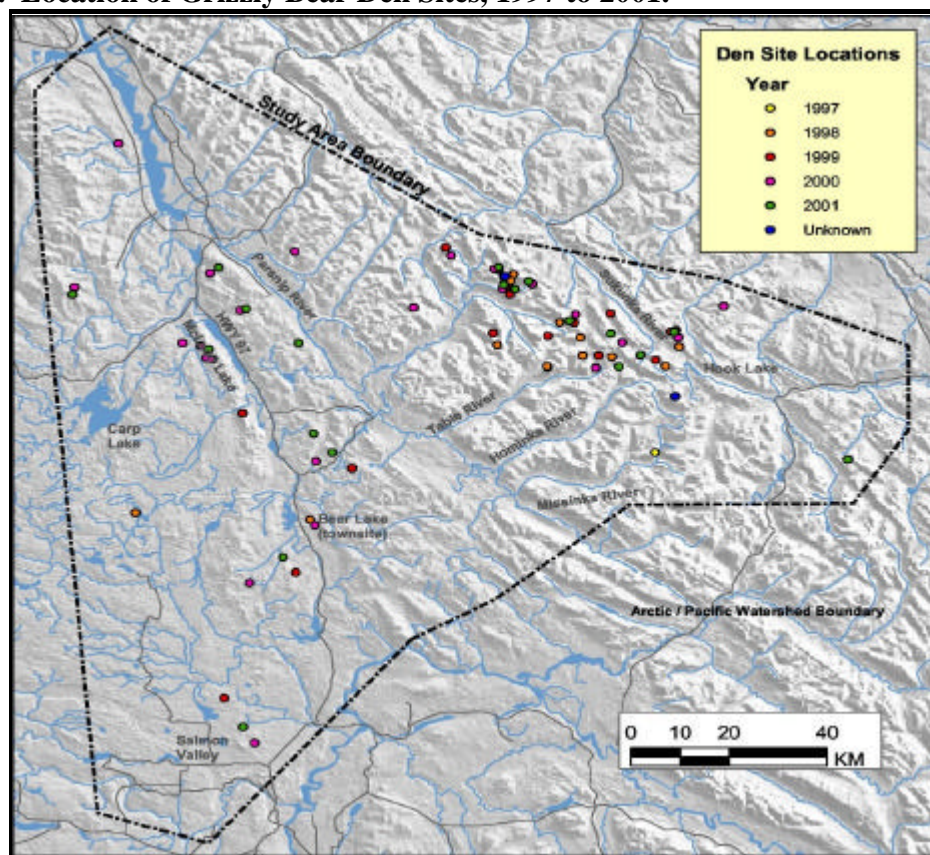 . Location of Grizzly Bear Den Sites, 1997 to 2001.
Den Site Locations
Year
1997
1998
1999
2000
2001
Unknown
Study Area Boundary
Parsnip River
HWY 97
Lake
Carp
Lake
Table River
Hominka River
Missinka River
River
Hook Lake
Bear Lake
(townsite)
Arctic / Pacific Watershed Boundary
Salmon
Valley
0 10 20 40
KM